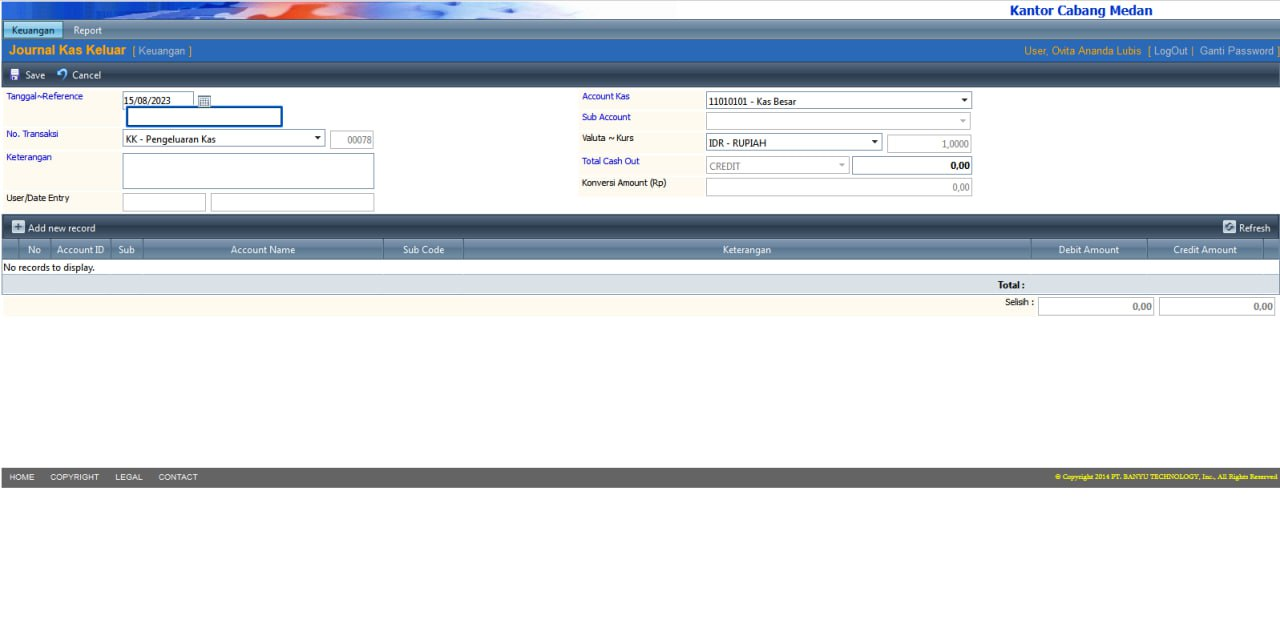 Kantor Cabang Medan
Keuangan Report
Journal Kas Keluar [ Keuangan ] User, Ovita Ananda Lubis [ LogOut | Ganti Password ]
Save Cancel
Tanggal~Reference 15/08/2023 Account Kas 11010101 - Kas Besar
Sub Account
No. Transaksi KK - Pengeluaran Kas 00078 Valuta ~ Kurs IDR - RUPIAH 1,0000
Keterangan Total Cash Out CREDIT 0,00
Konversi Amount (Rp) 0,00
User/Date Entry
Add new record Refresh
No Account ID Sub Account Name Sub Code Keterangan Debit Amount Credit Amount
No records to display.
Total :
Selisih : 0,00 0,00
HOME COPYRIGHT LEGAL CONTACT © Copyright 2014 PT. BANYU TECHNOLOGY, Inc., All Rights Reserved